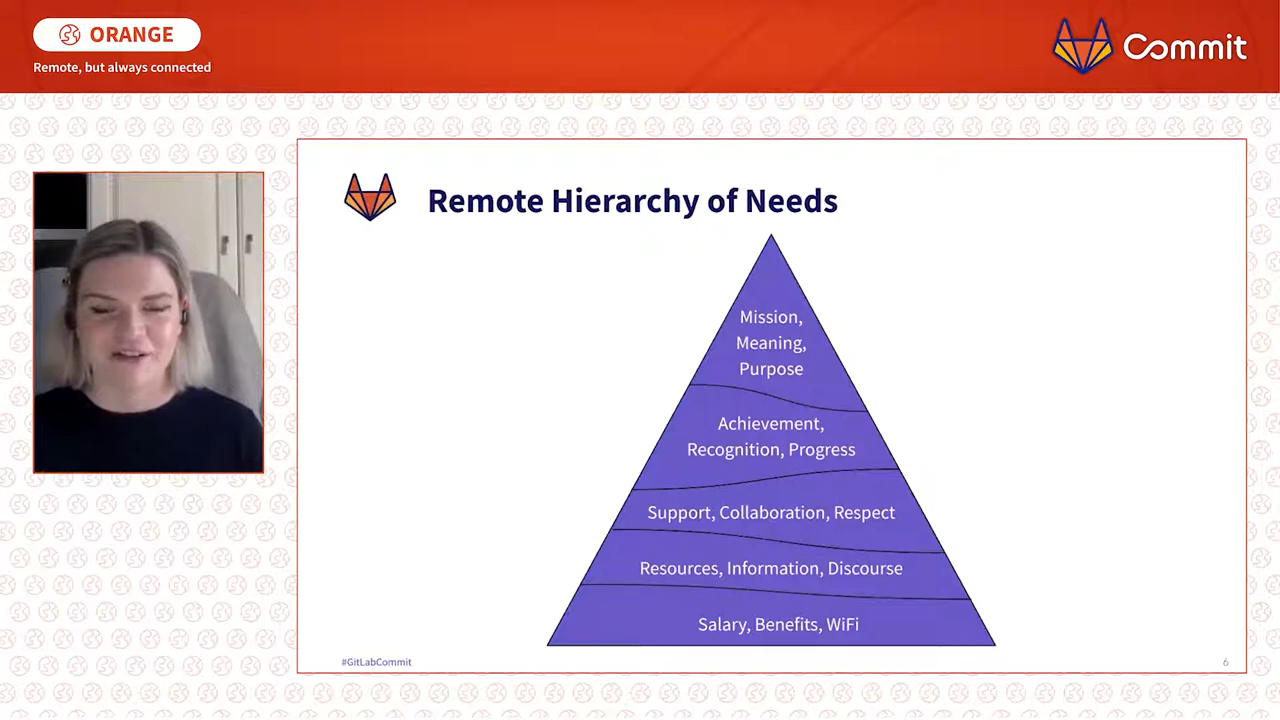 ORANGE
Remote, but always connected
Commit
Remote Hierarchy of Needs
Mission,
Meaning,
Purpose
Achievement,
Recognition, Progress
Support, Collaboration, Respect
Resources, Information, Discourse
Salary, Benefits, WiFi
#GitLabCommit
6